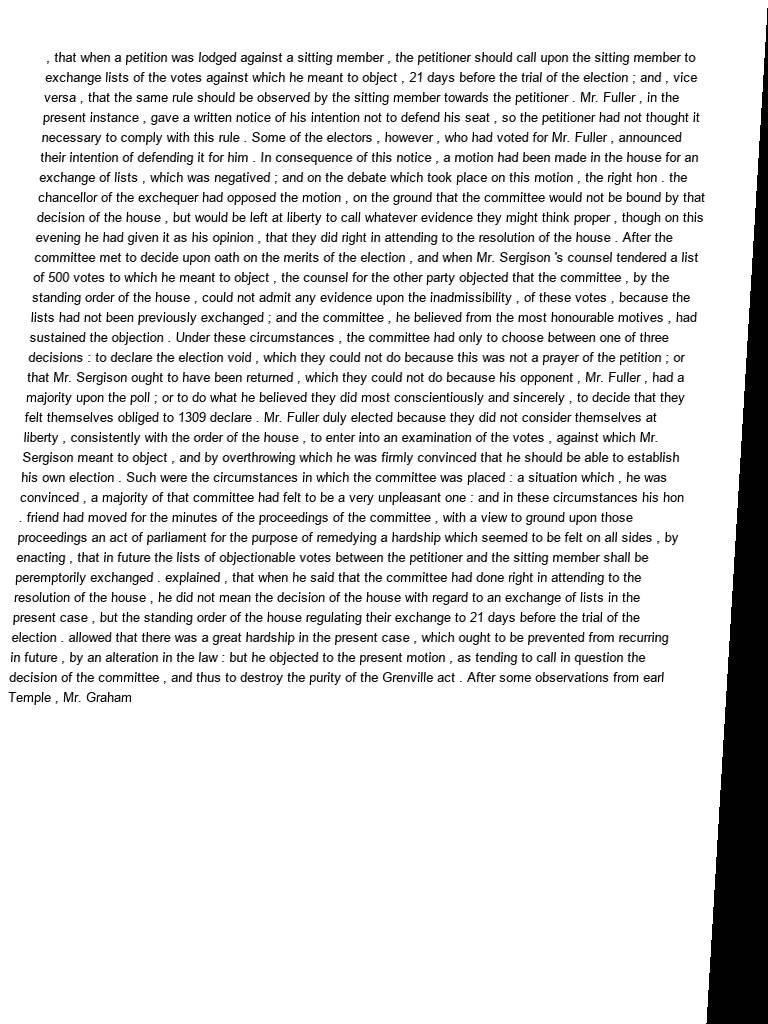 , that when a petition was lodged against a sitting member , the petitioner should call upon the sitting member to
exchange lists of the votes against which he meant to object , 21 days before the trial of the election ; and , vice
versa , that the same rule should be observed by the sitting member towards the petitioner . Mr. Fuller , in the
present instance , gave a written notice of his intention not to defend his seat , so the petitioner had not thought it
necessary to comply with this rule . Some of the electors , however , who had voted for Mr. Fuller , announced
their intention of defending it for him . In consequence of this notice , a motion had been made in the house for an
exchange of lists , which was negatived ; and on the debate which took place on this motion , the right hon . the
chancellor of the exchequer had opposed the motion , on the ground that the committee would not be bound by that
decision of the house , but would be left at liberty to call whatever evidence they might think proper , though on this
evening he had given it as his opinion , that they did right in attending to the resolution of the house . After the
committee met to decide upon oath on the merits of the election , and when Mr. Sergison 's counsel tendered a list
of 500 votes to which he meant to object , the counsel for the other party objected that the committee , by the
standing order of the house , could not admit any evidence upon the inadmissibility , of these votes , because the
lists had not been previously exchanged ; and the committee , he believed from the most honourable motives , had
sustained the objection . Under these circumstances , the committee had only to choose between one of three
decisions : to declare the election void , which they could not do because this was not a prayer of the petition ; or
that Mr. Sergison ought to have been returned , which they could not do because his opponent , Mr. Fuller , had a
majority upon the poll ; or to do what he believed they did most conscientiously and sincerely , to decide that they
felt themselves obliged to 1309 declare . Mr. Fuller duly elected because they did not consider themselves at
liberty , consistently with the order of the house , to enter into an examination of the votes , against which Mr.
Sergison meant to object , and by overthrowing which he was firmly convinced that he should be able to establish
his own election . Such were the circumstances in which the committee was placed : a situation which , he was
convinced , a majority of that committee had felt to be a very unpleasant one : and in these circumstances his hon
. friend had moved for the minutes of the proceedings of the committee , with a view to ground upon those
proceedings an act of parliament for the purpose of remedying a hardship which seemed to be felt on all sides , by
enacting , that in future the lists of objectionable votes between the petitioner and the sitting member shall be
peremptorily exchanged . explained , that when he said that the committee had done right in attending to the
resolution of the house , he did not mean the decision of the house with regard to an exchange of lists in the
present case , but the standing order of the house regulating their exchange to 21 days before the trial of the
election . allowed that there was a great hardship in the present case , which ought to be prevented from recurring
in future , by an alteration in the law : but he objected to the present motion , as tending to call in question the
decision of the committee , and thus to destroy the purity of the Grenville act . After some observations from earl
Temple , Mr. Graham